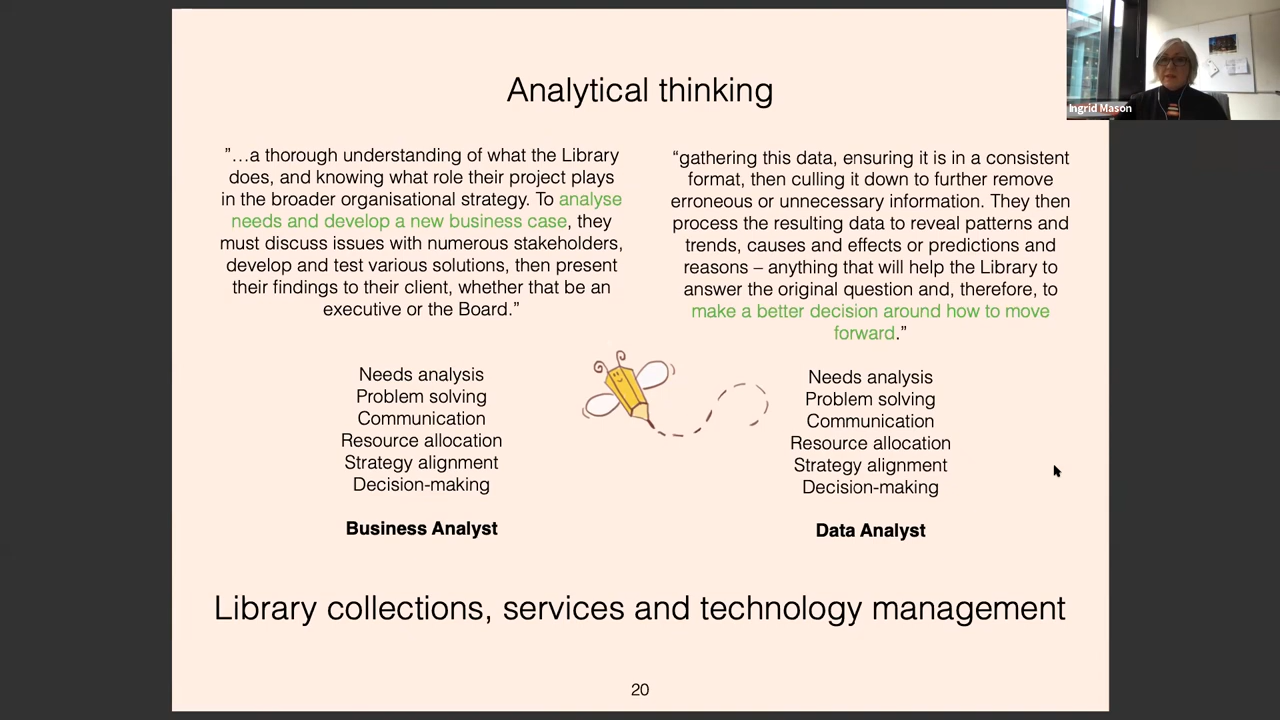 Analytical thinking
Ingrid Mason
”…a thorough understanding of what the Library
does, and knowing what role their project plays
in the broader organisational strategy. To analyse
needs and develop a new business case, they
must discuss issues with numerous stakeholders,
develop and test various solutions, then present
their findings to their client, whether that be an
executive or the Board.”
Needs analysis
Problem solving
Communication
Resource allocation
Strategy alignment
Decision-making
Business Analyst
“gathering this data, ensuring it is in a consistent
format, then culling it down to further remove
erroneous or unnecessary information. They then
process the resulting data to reveal patterns and
trends, causes and effects or predictions and
reasons – anything that will help the Library to
answer the original question and, therefore, to
make a better decision around how to move
forward.”
Needs analysis
Problem solving
Communication
Resource allocation
Strategy alignment
Decision-making
Data Analyst
Library collections, services and technology management
20